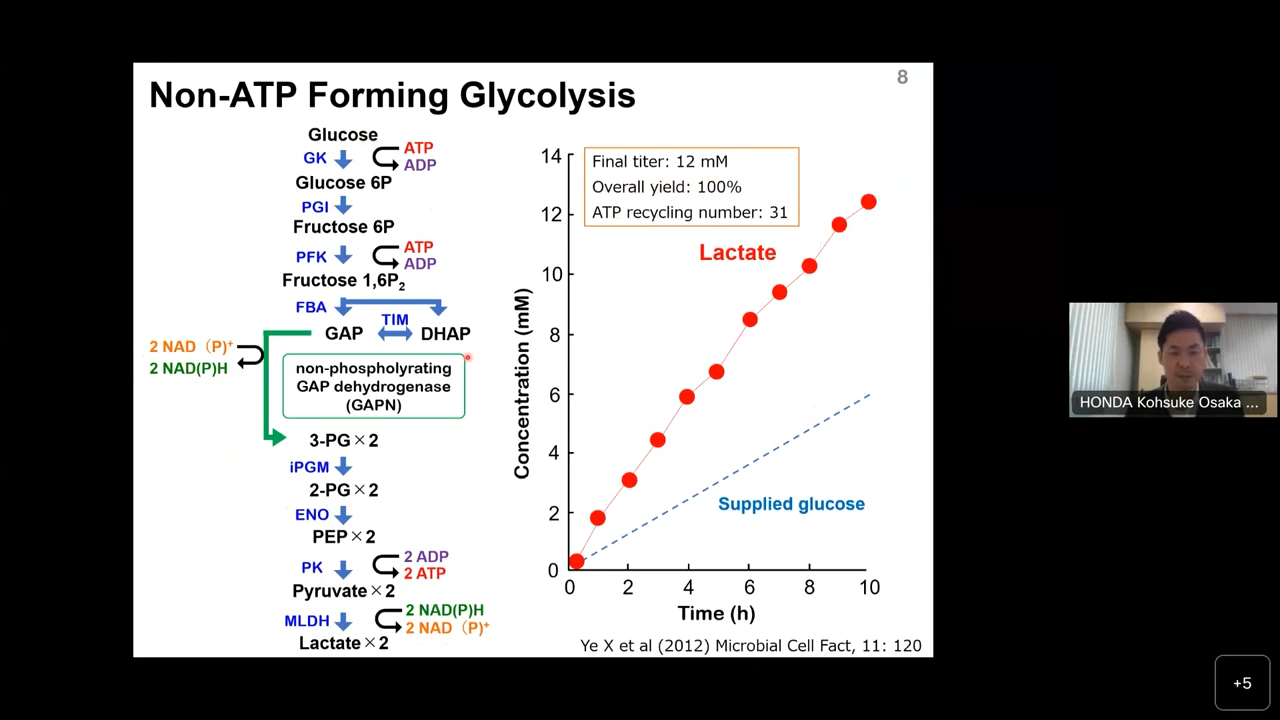 8
Non-ATP Forming Glycolysis
Glucose
GK
ATP
ADP
Glucose 6P
PGI
Fructose 6P
PFK
ATP
ADP
Fructose 1,6P2
FBA
TIM
GAP
DHAP
2 NAD (P)+
2 NAD(P)H
non-phospholyrating
GAP dehydrogenase
(GAPN)
3-PG×2
iPGM
2-PG×2
ENO
PEP×2
PK
2 ADP
2 ATP
Pyruvate×2
MLDH
2 NAD(P)H
2 NAD (P)+
Lactate×2
Final titer: 12 mM
Overall yield: 100%
ATP recycling number: 31
Lactate
Supplied glucose
Concentration (mM)
14
12
10
8
6
4
2
0
0 2 4 6 8 10
Time (h)
Ye X et al (2012) Microbial Cell Fact, 11: 120
HONDA Kohsuke Osaka ...
+5